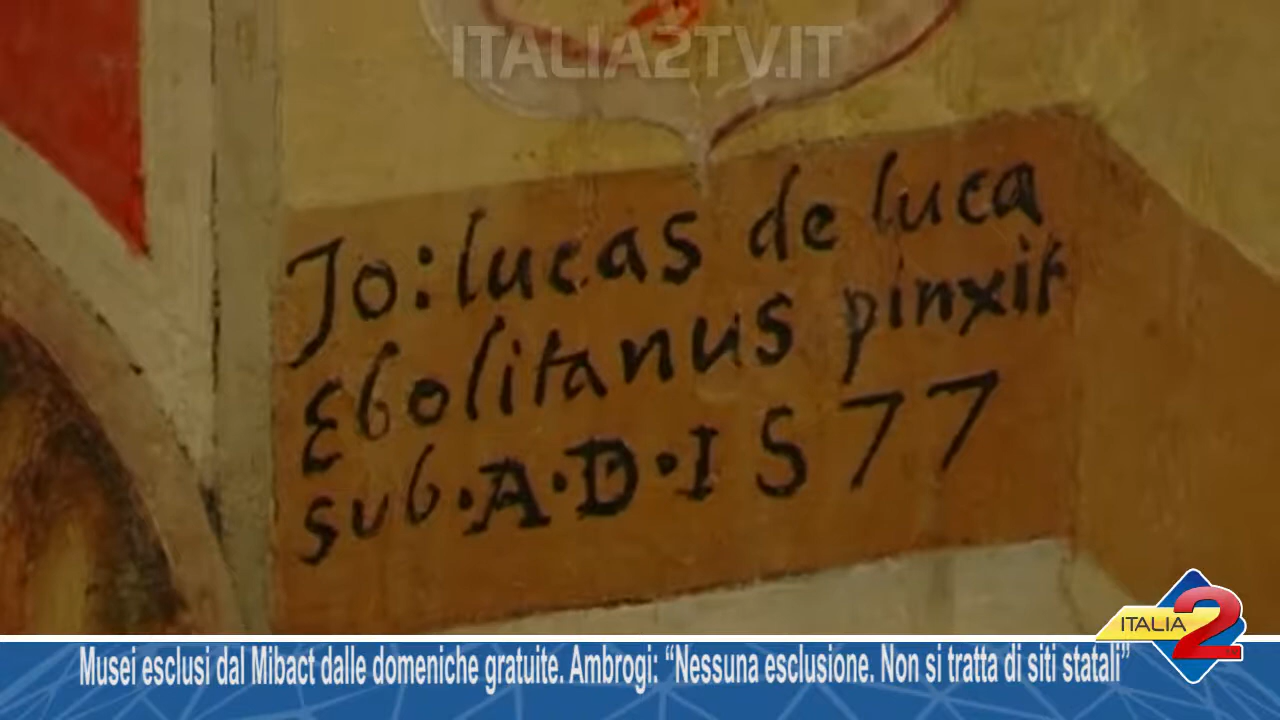 ITALIA2TV.IT
Jo: lucas de luca
Ebolitanus pinxit
sub. A. D. 1577
ITALIA 2
Musei esclusi dal Mibact dalle domeniche gratuite. Ambrogi: “Nessuna esclusione. Non si tratta di siti statali”